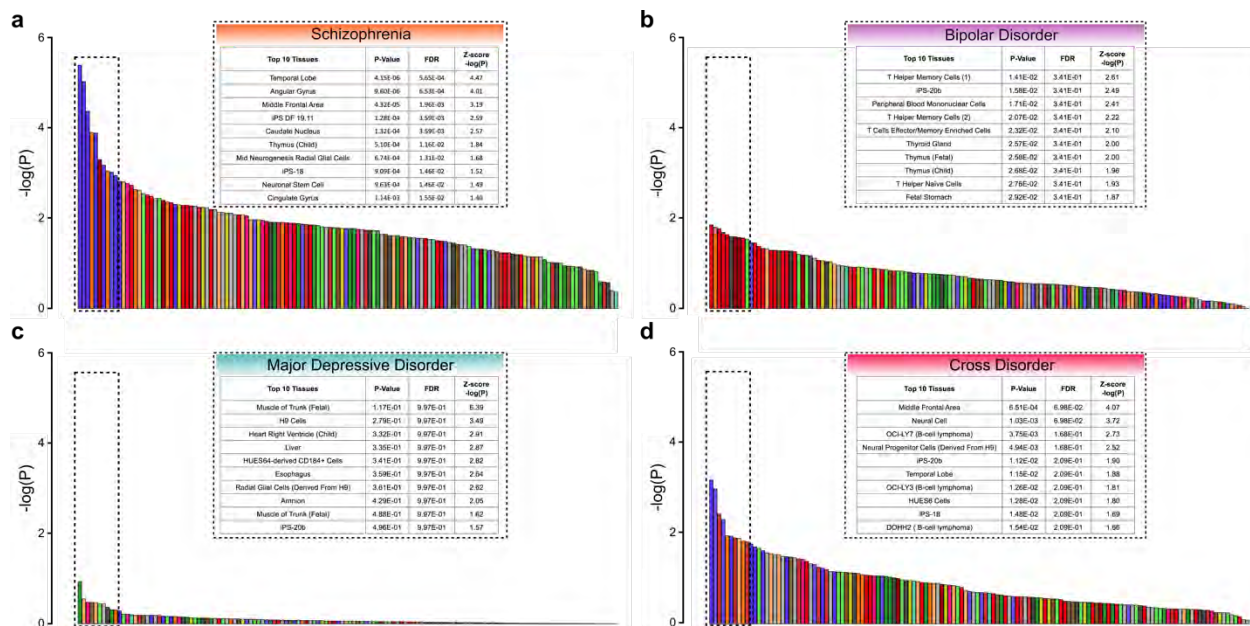 a
Schizophrenia
Top 10 Tissues P-Value FDR Z-score -log(P)
Temporal Lobe 4.15E-06 5.65E-04 4.47
Angular Gyrus 9.60E-06 6.53E-04 4.01
Middle Frontal Area 4.32E-05 1.96E-03 3.19
iPS DF 19.11 1.28E-04 3.59E-03 2.59
Caudate Nucleus 1.32E-04 3.59E-03 2.57
Thymus (Child) 5.10E-04 1.16E-02 1.84
Mid Neurogenesis Radial Glial Cells 6.74E-04 1.31E-02 1.68
iPS-18 9.09E-04 1.46E-02 1.52
Neuronal Stem Cell 9.63E-04 1.46E-02 1.49
Cingulate Gyrus 1.14E-03 1.55E-02
-log(P)
6
4
2
0
b
Bipolar Disorder
Top 10 Tissues P-Value FDR Z-score -log(P)
T Helper Memory Cells (1) 1.41E-02 3.41E-01 2.61
iPS-20b 1.58E-02 3.41E-01 2.49
Peripheral Blood Mononuclear Cells 1.71E-02 3.41E-01 2.41
T Helper Memory Cells (2) 2.07E-02 3.41E-01 2.22
T Cells Effector/Memory Enriched Cells 2.32E-02 3.41E-01 2.10
Thyroid Gland 2.57E-02 3.41E-01 2.00
Thymus (Fetal) 2.58E-02 3.41E-01 2.00
Thymus (Child) 2.68E-02 3.41E-01 1.96
T Helper Naive Cells 2.76E-02 3.41E-01 1.93
Fetal Stomach 2.92E-02 3.41E-01 1.87
-log(P)
6
4
2
0
c
Major Depressive Disorder
Top 10 Tissues P-Value FDR Z-score -log(P)
Muscle of Trunk (Fetal) 1.17E-01 9.97E-01 6.39
H9 Cells 2.79E-01 9.97E-01 3.49
Heart Right Ventricle (Child) 3.32E-01 9.97E-01 2.91
Liver 3.35E-01 9.97E-01 2.87
HUES64-derived CD184+ Cells 3.41E-01 9.97E-01 2.82
Esophagus 3.59E-01 9.97E-01 2.64
Radial Glial Cells (Derived From H9) 3.61E-01 9.97E-01 2.62
Amnion 4.29E-01 9.97E-01 2.05
Muscle of Trunk (Fetal) 4.88E-01 9.97E-01 1.62
iPS-20b 4.96E-01 9.97E-01 1.57
-log(P)
6
4
2
0
d
Cross Disorder
Top 10 Tissues P-Value FDR Z-score -log(P)
Middle Frontal Area 6.51E-04 6.98E-02 4.07
Neural Cell 1.03E-03 6.98E-02 3.72
OCI-LY7 (B-cell lymphoma) 3.75E-03 1.68E-01 2.73
Neural Progenitor Cells (Derived From H9) 4.94E-03 1.68E-01 2.52
iPS-20b 1.12E-02 2.09E-01 1.90
Temporal Lobe 1.15E-02 2.09E-01 1.88
OCI-LY3 (B-cell lymphoma) 1.26E-02 2.09E-01 1.81
HUES6 Cells 1.28E-02 2.09E-01 1.80
iPS-18 1.48E-02 2.09E-01 1.69
DOHH2 ( B-cell lymphoma) 1.54E-02 2.09E-01 1.66
-log(P)
6
4
2
0